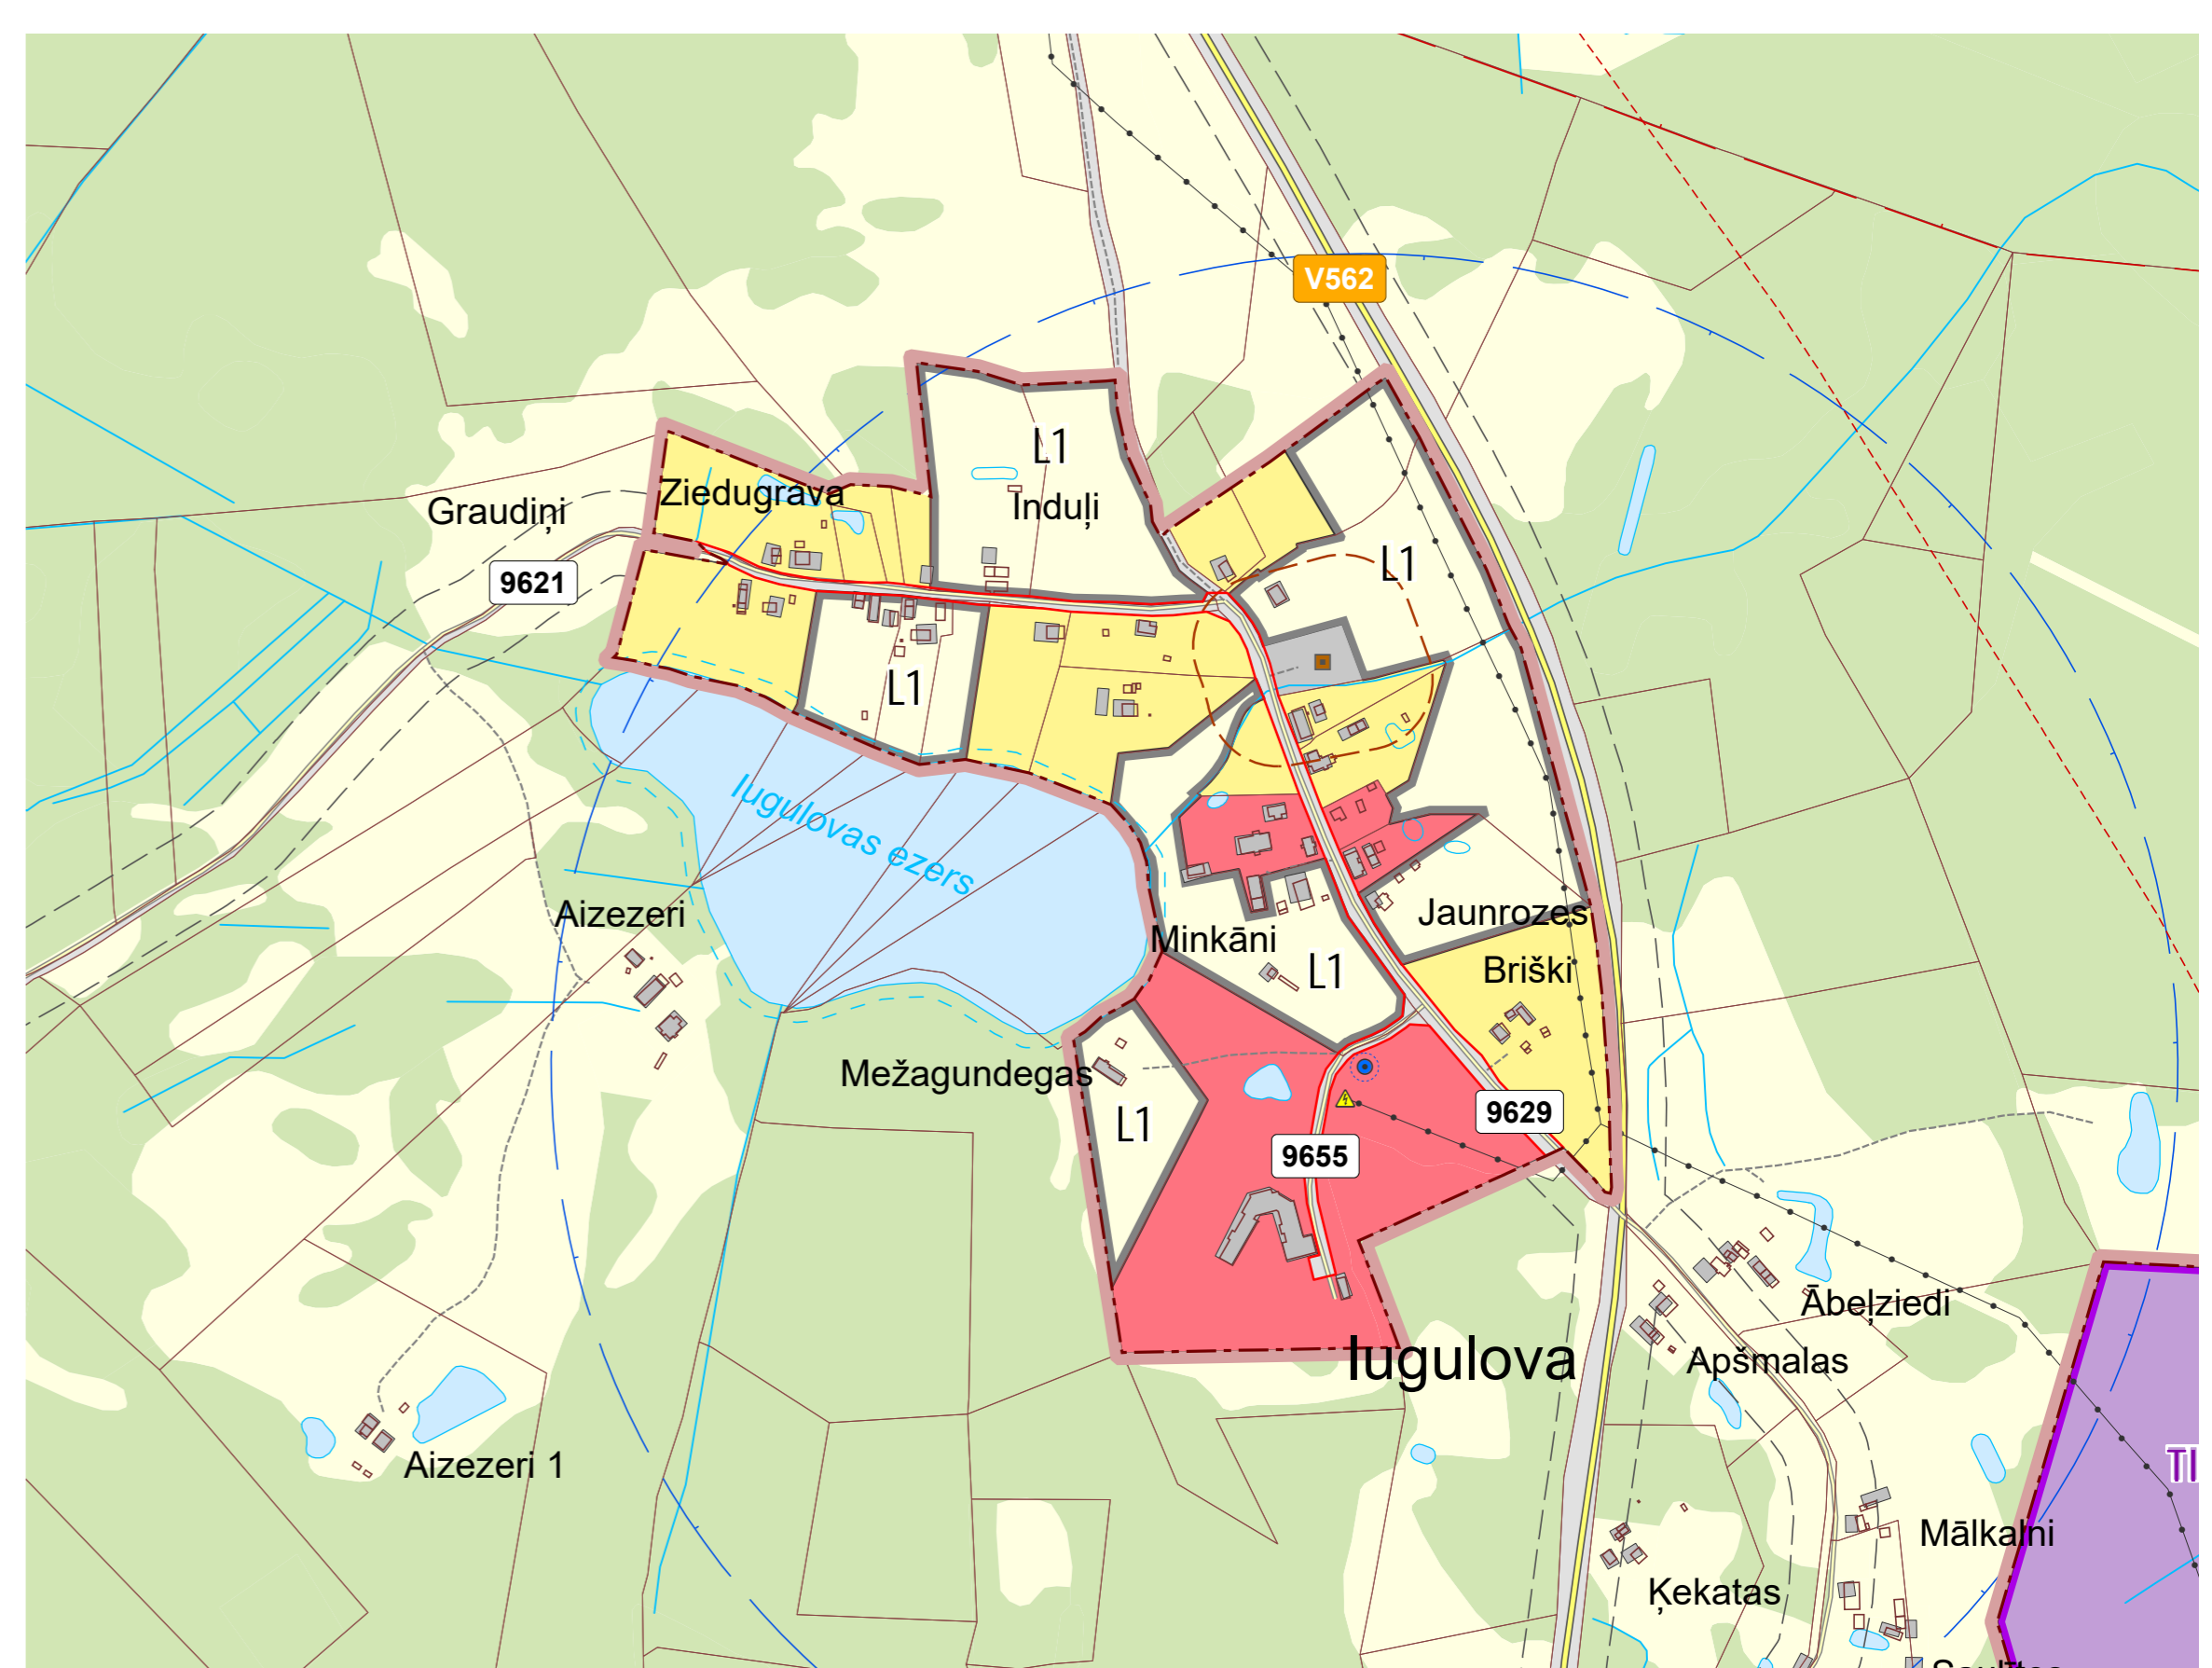 V562
L1
Ziedugrava
Induļi
Graudiņi
L1
9621
L1
Iugulovas ezers
Aizezeri
Jaunrozes
Minkāni
Briški
L1
Mežagundegas
9629
L1
9655
Ābeļziedi
Iugulova
Apšmalas
Aizezeri 1
Mālkalni
Ķekatas